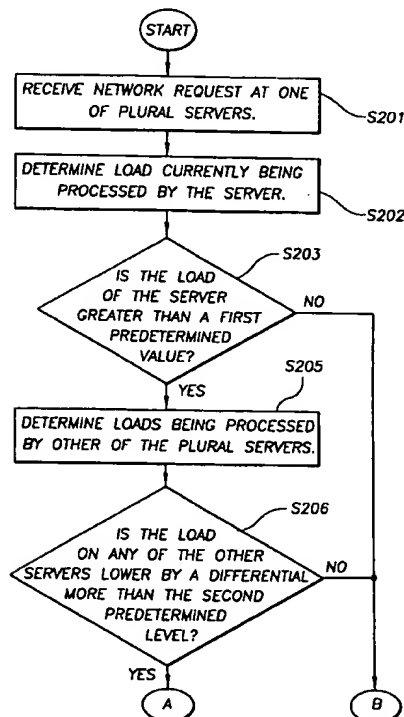 START
RECEIVE NETWORK REQUEST AT ONE
OF PLURAL SERVERS.
S201
DETERMINE LOAD CURRENTLY BEING
PROCESSED BY THE SERVER.
S202
S203
IS THE LOAD
OF THE SERVER
GREATER THAN A FIRST
PREDETERMINED
VALUE?
NO
YES
S205
DETERMINE LOADS BEING PROCESSED
BY OTHER OF THE PLURAL SERVERS.
S206
IS THE LOAD
ON ANY OF THE OTHER
SERVERS LOWER BY A DIFFERENTIAL
MORE THAN THE SECOND
PREDETERMINED
LEVEL?
NO
YES
A
B